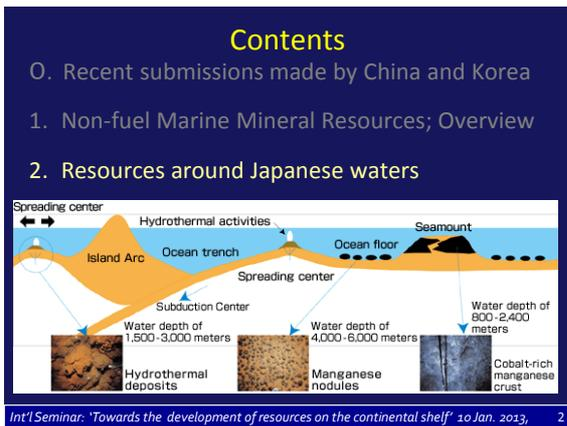 Contents
O. Recent submissions made by China and Korea
1. Non-fuel Marine Mineral Resources; Overview
2. Resources around Japanese waters
Spreading center
Hydrothermal activities
Seamount
Island Arc
Ocean trench
Ocean floor
Spreading center
Subduction Center
Water depth of
1,500-3,000 meters
Water depth of
4,000-6,000 meters
Water depth of
800-2,400
meters
Hydrothermal
deposits
Manganese
nodules
Cobalt-rich
manganese
crust
Int'l Seminar: 'Towards the development of resources on the continental shelf' 10 Jan. 2013, 2